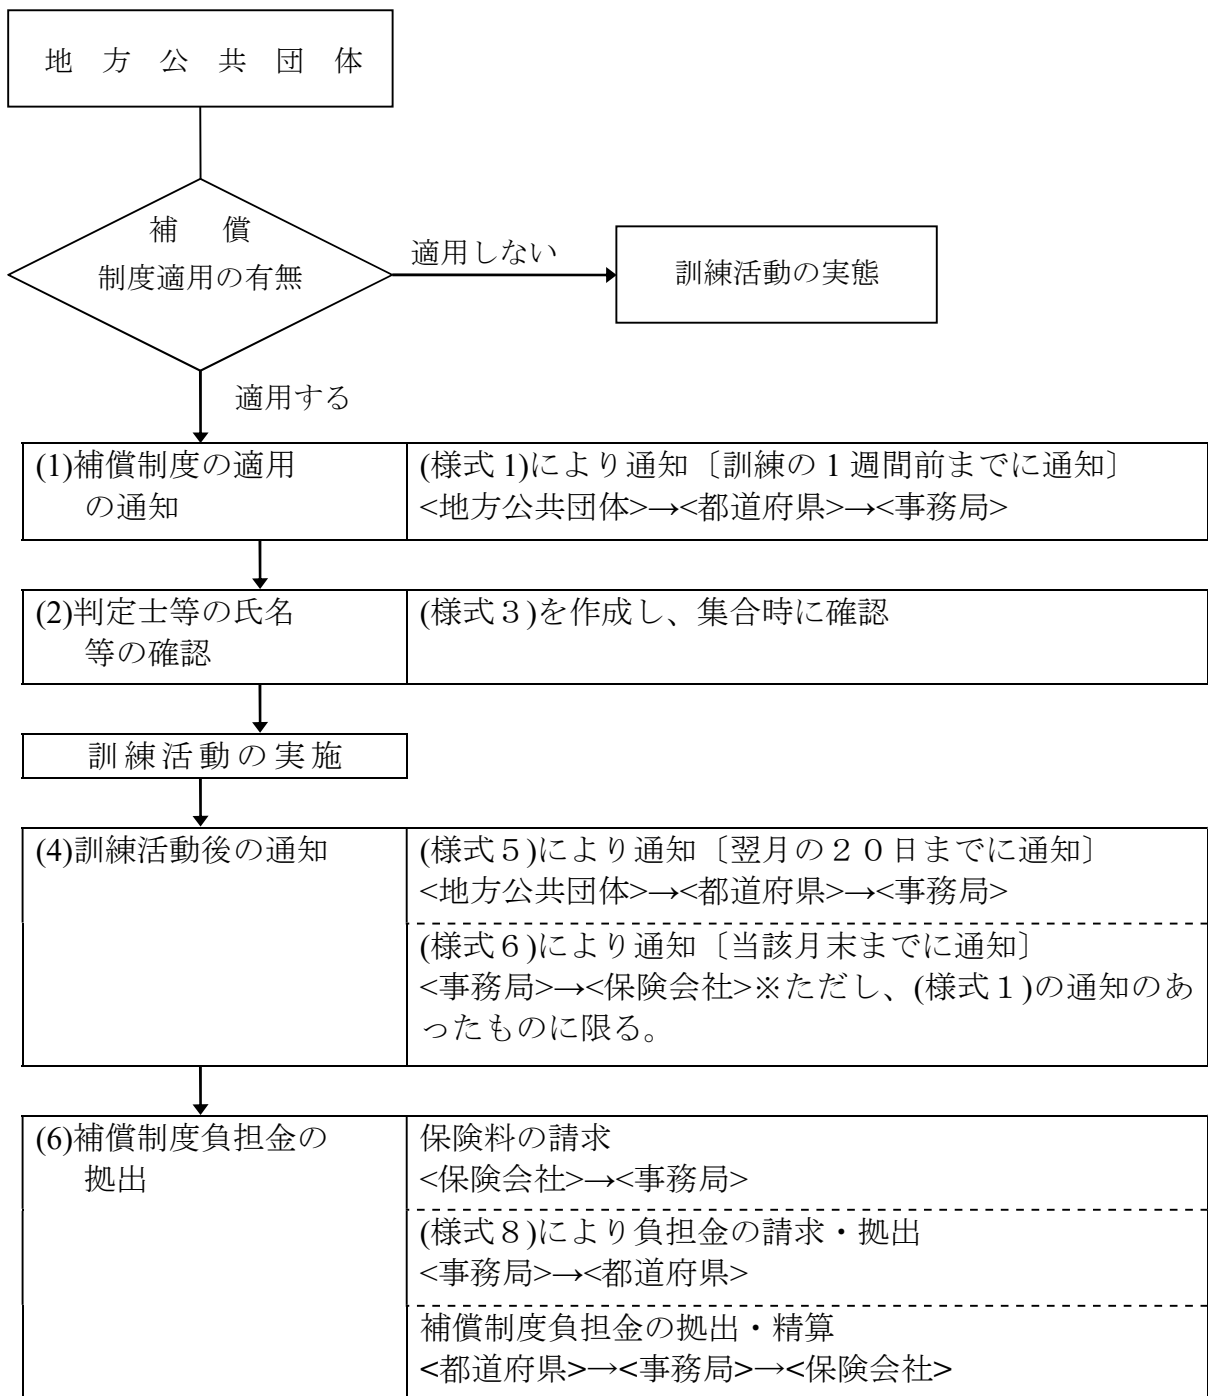 地方公共団体
補償
制度適用の有無
適用しない
訓練活動の実態
適用する
(1)補償制度の適用
の通知
(様式1)により通知〔訓練の1週間前までに通知〕
<地方公共団体>→<都道府県>→<事務局>
(2)判定士等の氏名
等の確認
(様式3)を作成し、集合時に確認
訓練活動の実施
(4)訓練活動後の通知
(様式5)により通知〔翌月の20日までに通知〕
<地方公共団体>→<都道府県>→<事務局>
(様式6)により通知〔当該月末までに通知〕
<事務局>→<保険会社>※ただし、(様式1)の通知のあ
ったものに限る。
(6)補償制度負担金の
拠出
保険料の請求
<保険会社>→<事務局>
(様式8)により負担金の請求・拠出
<事務局>→<都道府県>
補償制度負担金の拠出・精算
<都道府県>→<事務局>→<保険会社>